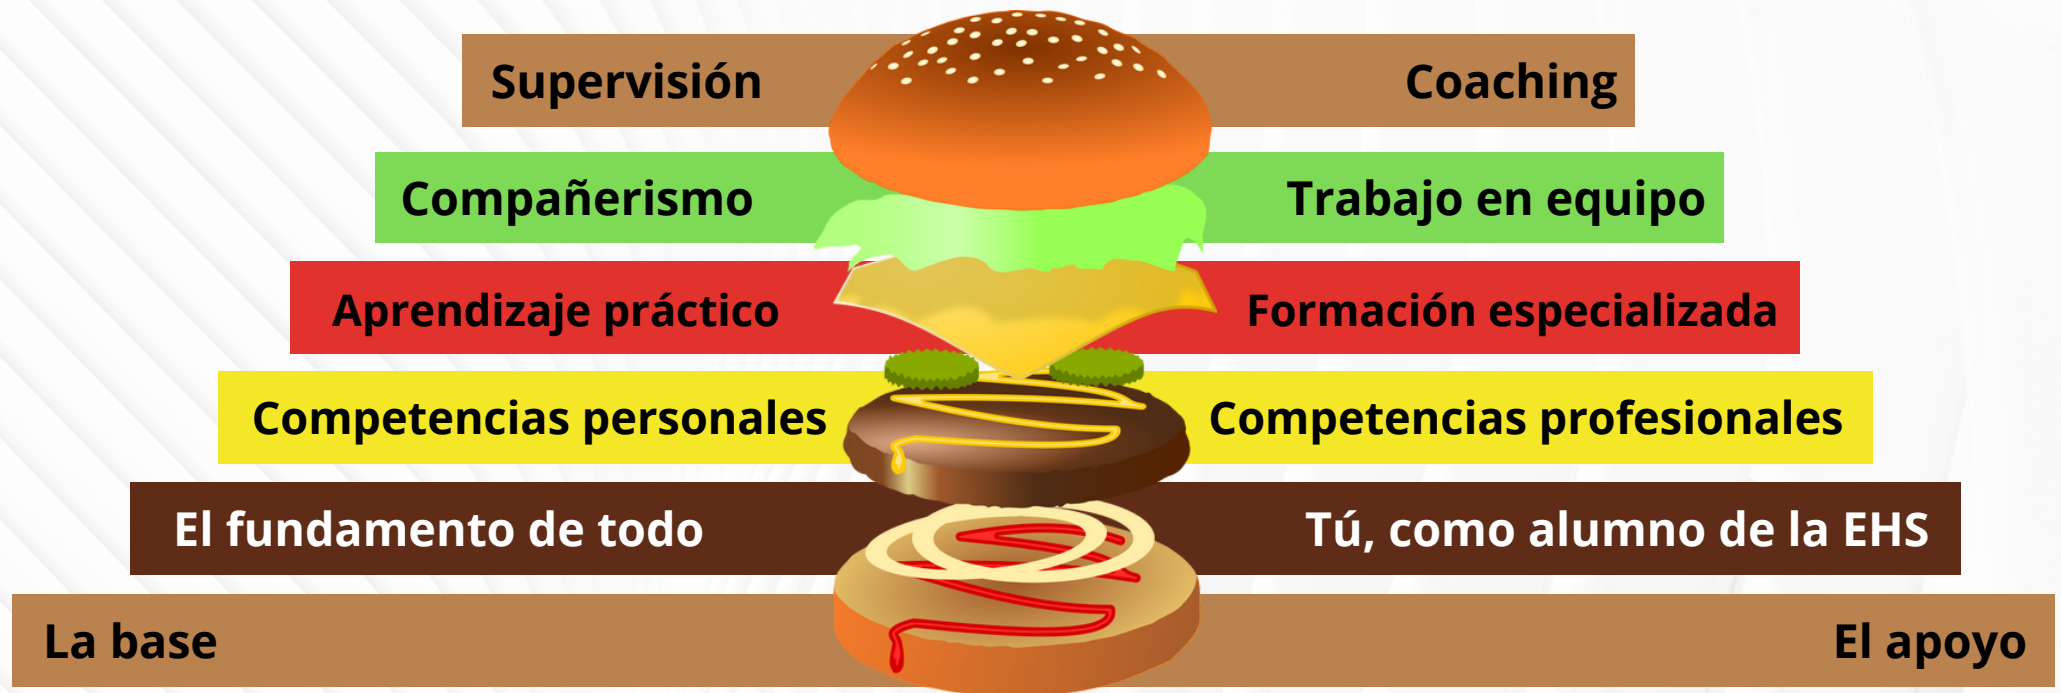 Supervisión
Coaching
Compañerismo
Trabajo en equipo
Aprendizaje práctico
Formación especializada
Competencias personales
Competencias profesionales
El fundamento de todo
Tú, como alumno de la EHS
La base
El apoyo